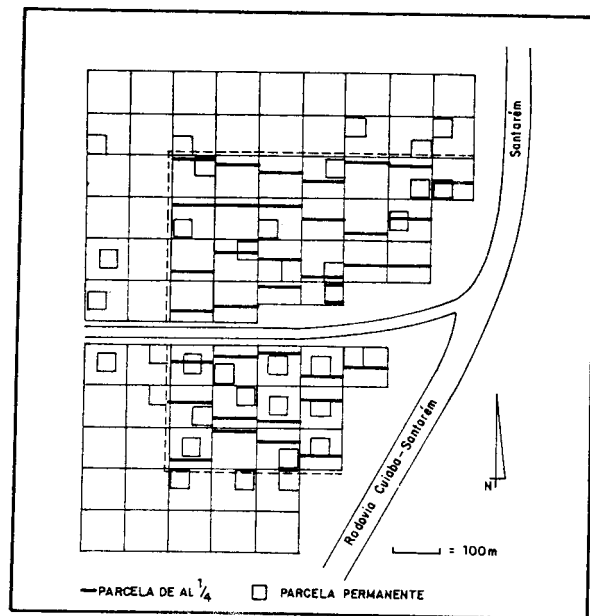 Santarém
Rodovia Cuiabá-Santarém
N
= 100m
PARCELA DE AL 1/4
PARCELA PERMANENTE